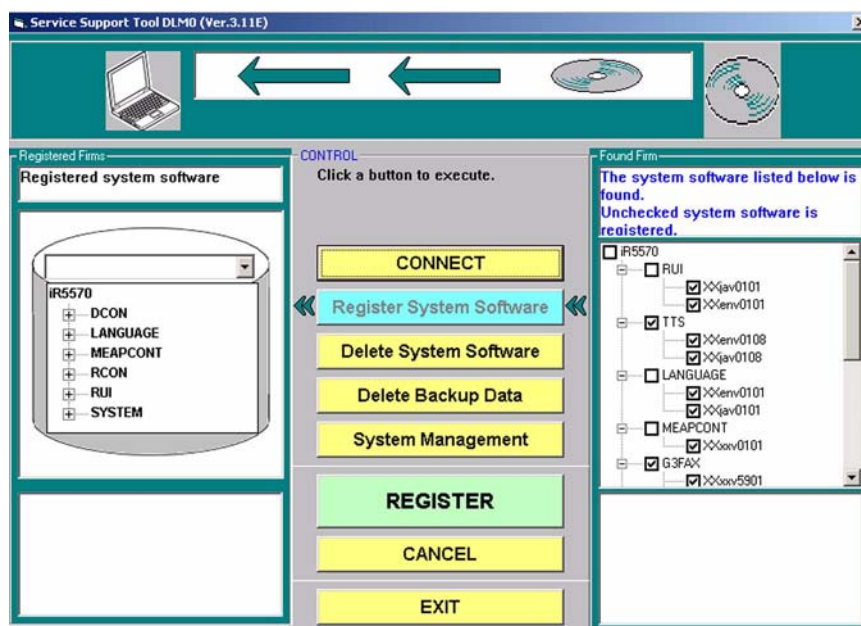 Service Support Tool DLM0 (Ver.3.11E)
Registered Firms
Registered system software
iR5570
DCON
LANGUAGE
MEAPCONT
RCON
RUI
SYSTEM
CONTROL
Click a button to execute.
CONNECT
Register System Software
Delete System Software
Delete Backup Data
System Management
REGISTER
CANCEL
EXIT
Found Firm
The system software listed below is
found.
Unchecked system software is
registered.
iR5570
RUI
XXjav0101
XXenv0101
TTS
XXenv0108
XXjav0108
LANGUAGE
XXenv0101
XXjav0101
MEAPCONT
XXxxv0101
G3FAX
XXxxv5901